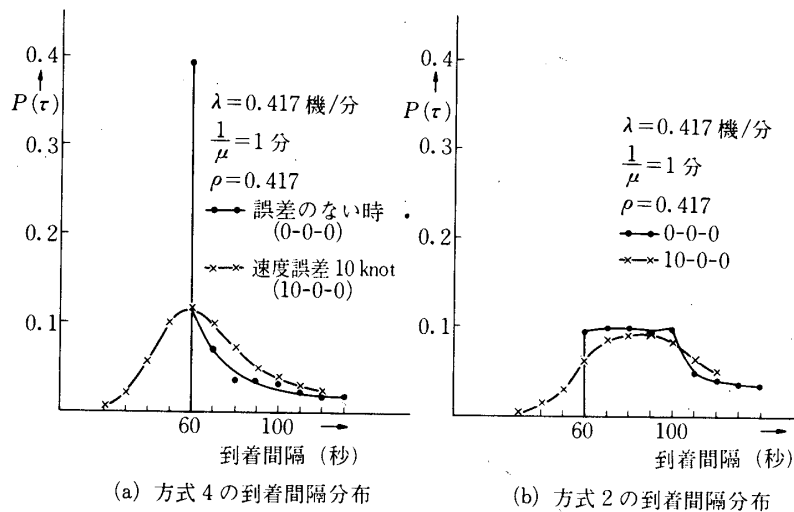 0.4
P(τ)
0.3
0.2
0.1
λ=0.417 機/分
1/μ=1分
ρ=0.417
誤差のない時
(0-0-0)
速度誤差 10 knot
(10-0-0)
60
100
到着間隔 (秒)
(a) 方式4の到着間隔分布
0.4
P(τ)
0.3
0.2
0.1
λ=0.417 機/分
1/μ=1分
ρ=0.417
0-0-0
10-0-0
60
100
到着間隔 (秒)
(b) 方式2の到着間隔分布